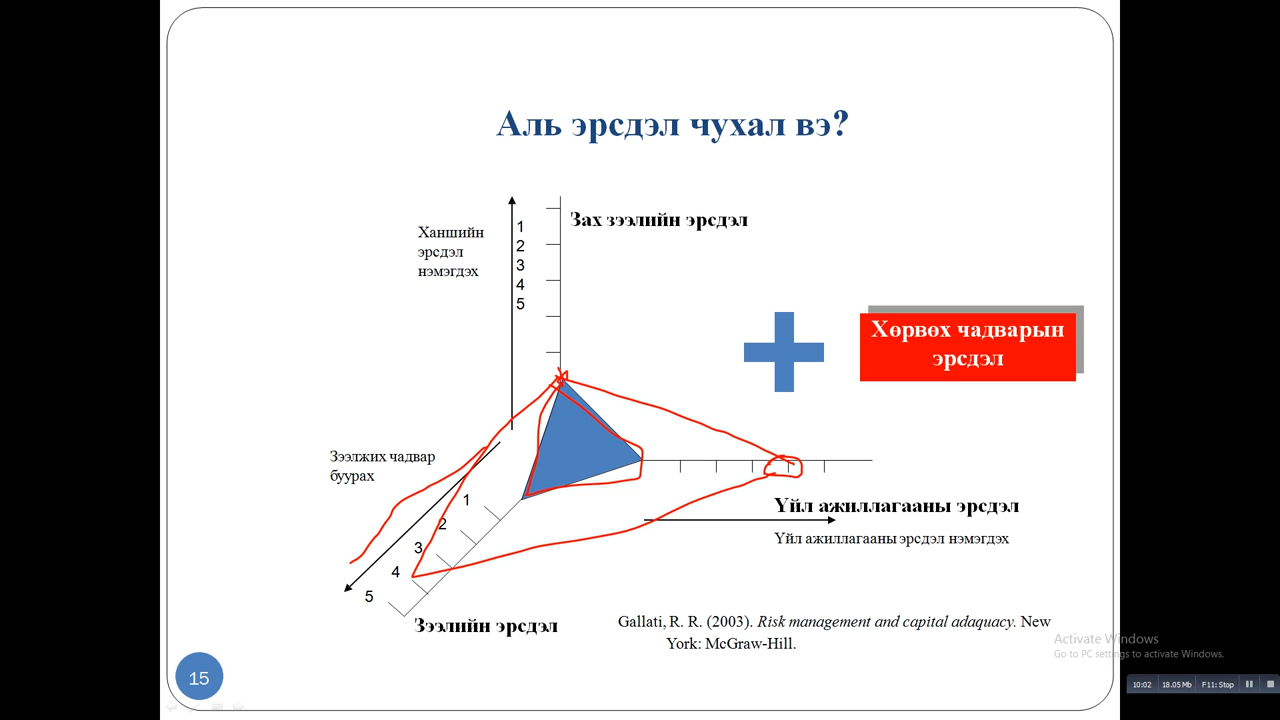 Аль эрсдэл чухал вэ?
Зах зээлийн эрсдэл
Ханшийн
эрсдэл
нэмэгдэх
1
2
3
4
5
Хөрвөх чадварын
эрсдэл
Зээлжих чадвар
буурах
1
2
3
4
5
Үйл ажиллагааны эрсдэл
Үйл ажиллагааны эрсдэл нэмэгдэх
Зээлийн эрсдэл
Gallati, R. R. (2003). Risk management and capital adaquacy. New
York: McGraw-Hill.
15
Activate Windows
Go to PC settings to activate Windows.
10:02 18.05 Mb F11: Stop